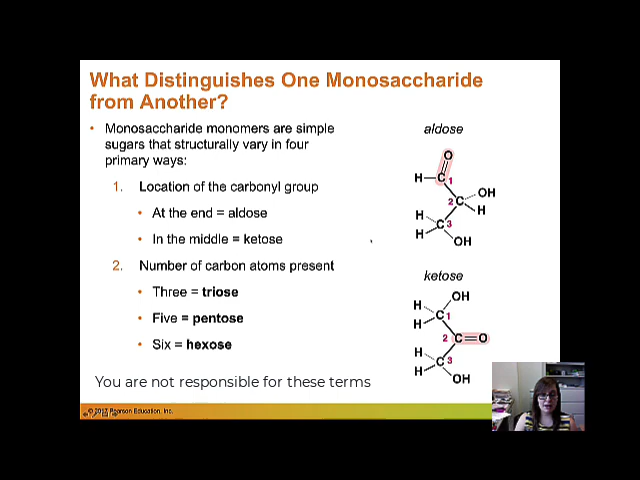 What Distinguishes One Monosaccharide
from Another?
• Monosaccharide monomers are simple
sugars that structurally vary in four
primary ways:
1. Location of the carbonyl group
• At the end = aldose
• In the middle = ketose
2. Number of carbon atoms present
• Three = triose
• Five = pentose
• Six = hexose
You are not responsible for these terms
aldose
O
H C 1
OH
2 C
H
H
C 3
H
OH
ketose
OH
H
C 1
H
2 C O
H
C 3
H
OH
Pearson Education, Inc.